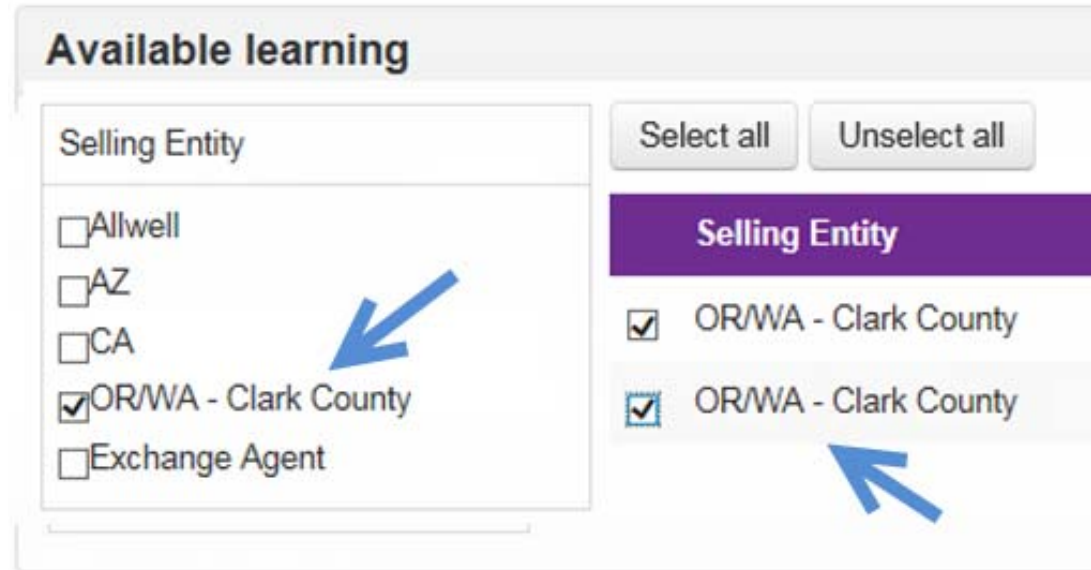 Available learning
Selling Entity
Allwell
AZ
CA
OR/WA - Clark County
Exchange Agent
Select all
Unselect all
Selling Entity
OR/WA - Clark County
OR/WA - Clark County